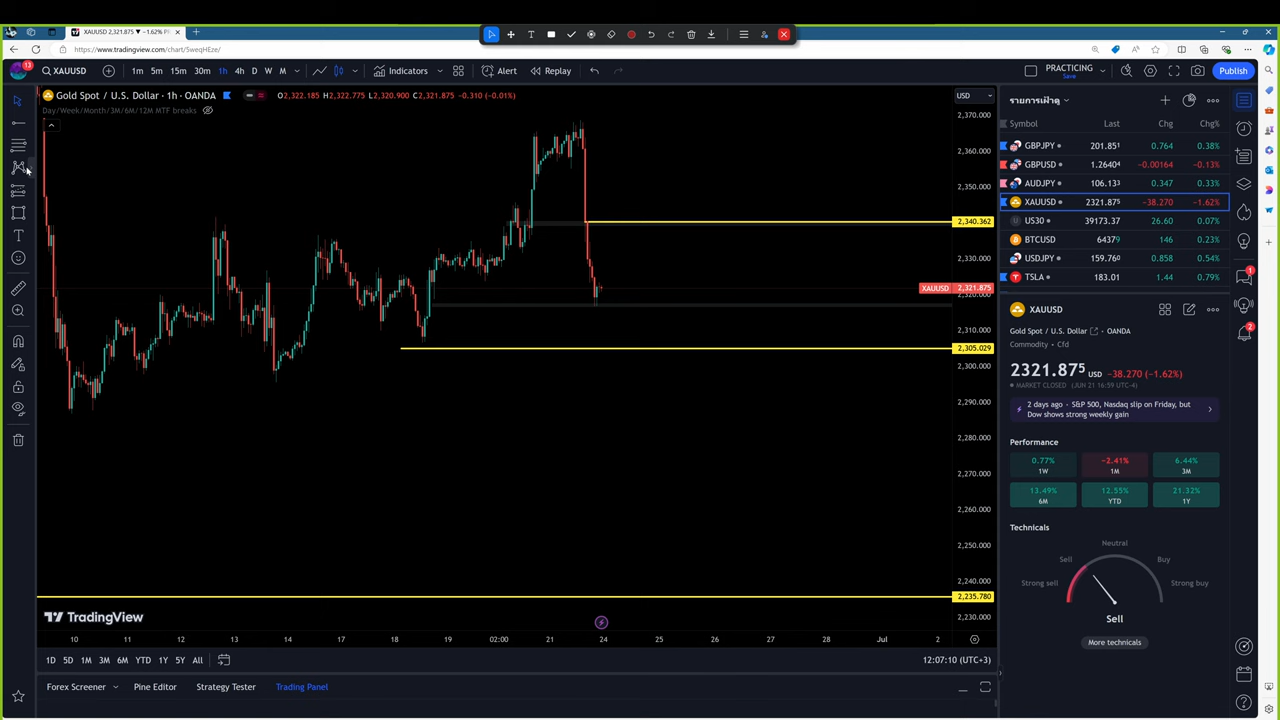 XAUUSD 2,321.875 ▼ −1.62%
https://www.tradingview.com/chart/5weqHEze/
13
XAUUSD
1m 5m 15m 30m 1h 4h D W M
Indicators
Alert
Replay
PRACTICING
Save
Publish
Gold Spot / U.S. Dollar · 1h · OANDA O2,322.185 H2,322.775 L2,320.900 C2,321.875 -0.310 (-0.01%)
Day/Week/Month/3M/6M/12M MTF breaks
USD
2,370.000
2,360.000
2,350.000
2,340.362
2,330.000
XAUUSD 2,321.875
2,320.000
2,310.000
2,305.029
2,300.000
2,290.000
2,280.000
2,270.000
2,260.000
2,250.000
2,240.000
2,235.780
2,230.000
TradingView
10 11 12 13 14 17 18 19 02:00 21 24 25 26 27 28 Jul 2
1D 5D 1M 3M 6M YTD 1Y 5Y All
12:07:10 (UTC+3)
Forex Screener
Pine Editor
Strategy Tester
Trading Panel
รายการเฝ้าดู
Symbol Last Chg Chg%
GBPJPY 201.851 0.764 0.38%
GBPUSD 1.26404 −0.00164 −0.13%
AUDJPY 106.133 0.347 0.33%
XAUUSD 2321.875 −38.270 −1.62%
US30 39173.37 26.60 0.07%
BTCUSD 64379 146 0.23%
USDJPY 159.760 0.858 0.54%
TSLA 183.01 1.44 0.79%
XAUUSD
Gold Spot / U.S. Dollar OANDA
Commodity • Cfd
2321.875 USD −38.270 (−1.62%)
MARKET CLOSED (JUN 21 16:59 UTC-4)
2 days ago · S&P 500, Nasdaq slip on Friday, but
Dow shows strong weekly gain
Performance
0.77%
1W
−2.41%
1M
6.44%
3M
13.49%
6M
12.55%
YTD
21.32%
1Y
Technicals
Neutral
Sell
Buy
Strong sell
Strong buy
Sell
More technicals
1
2